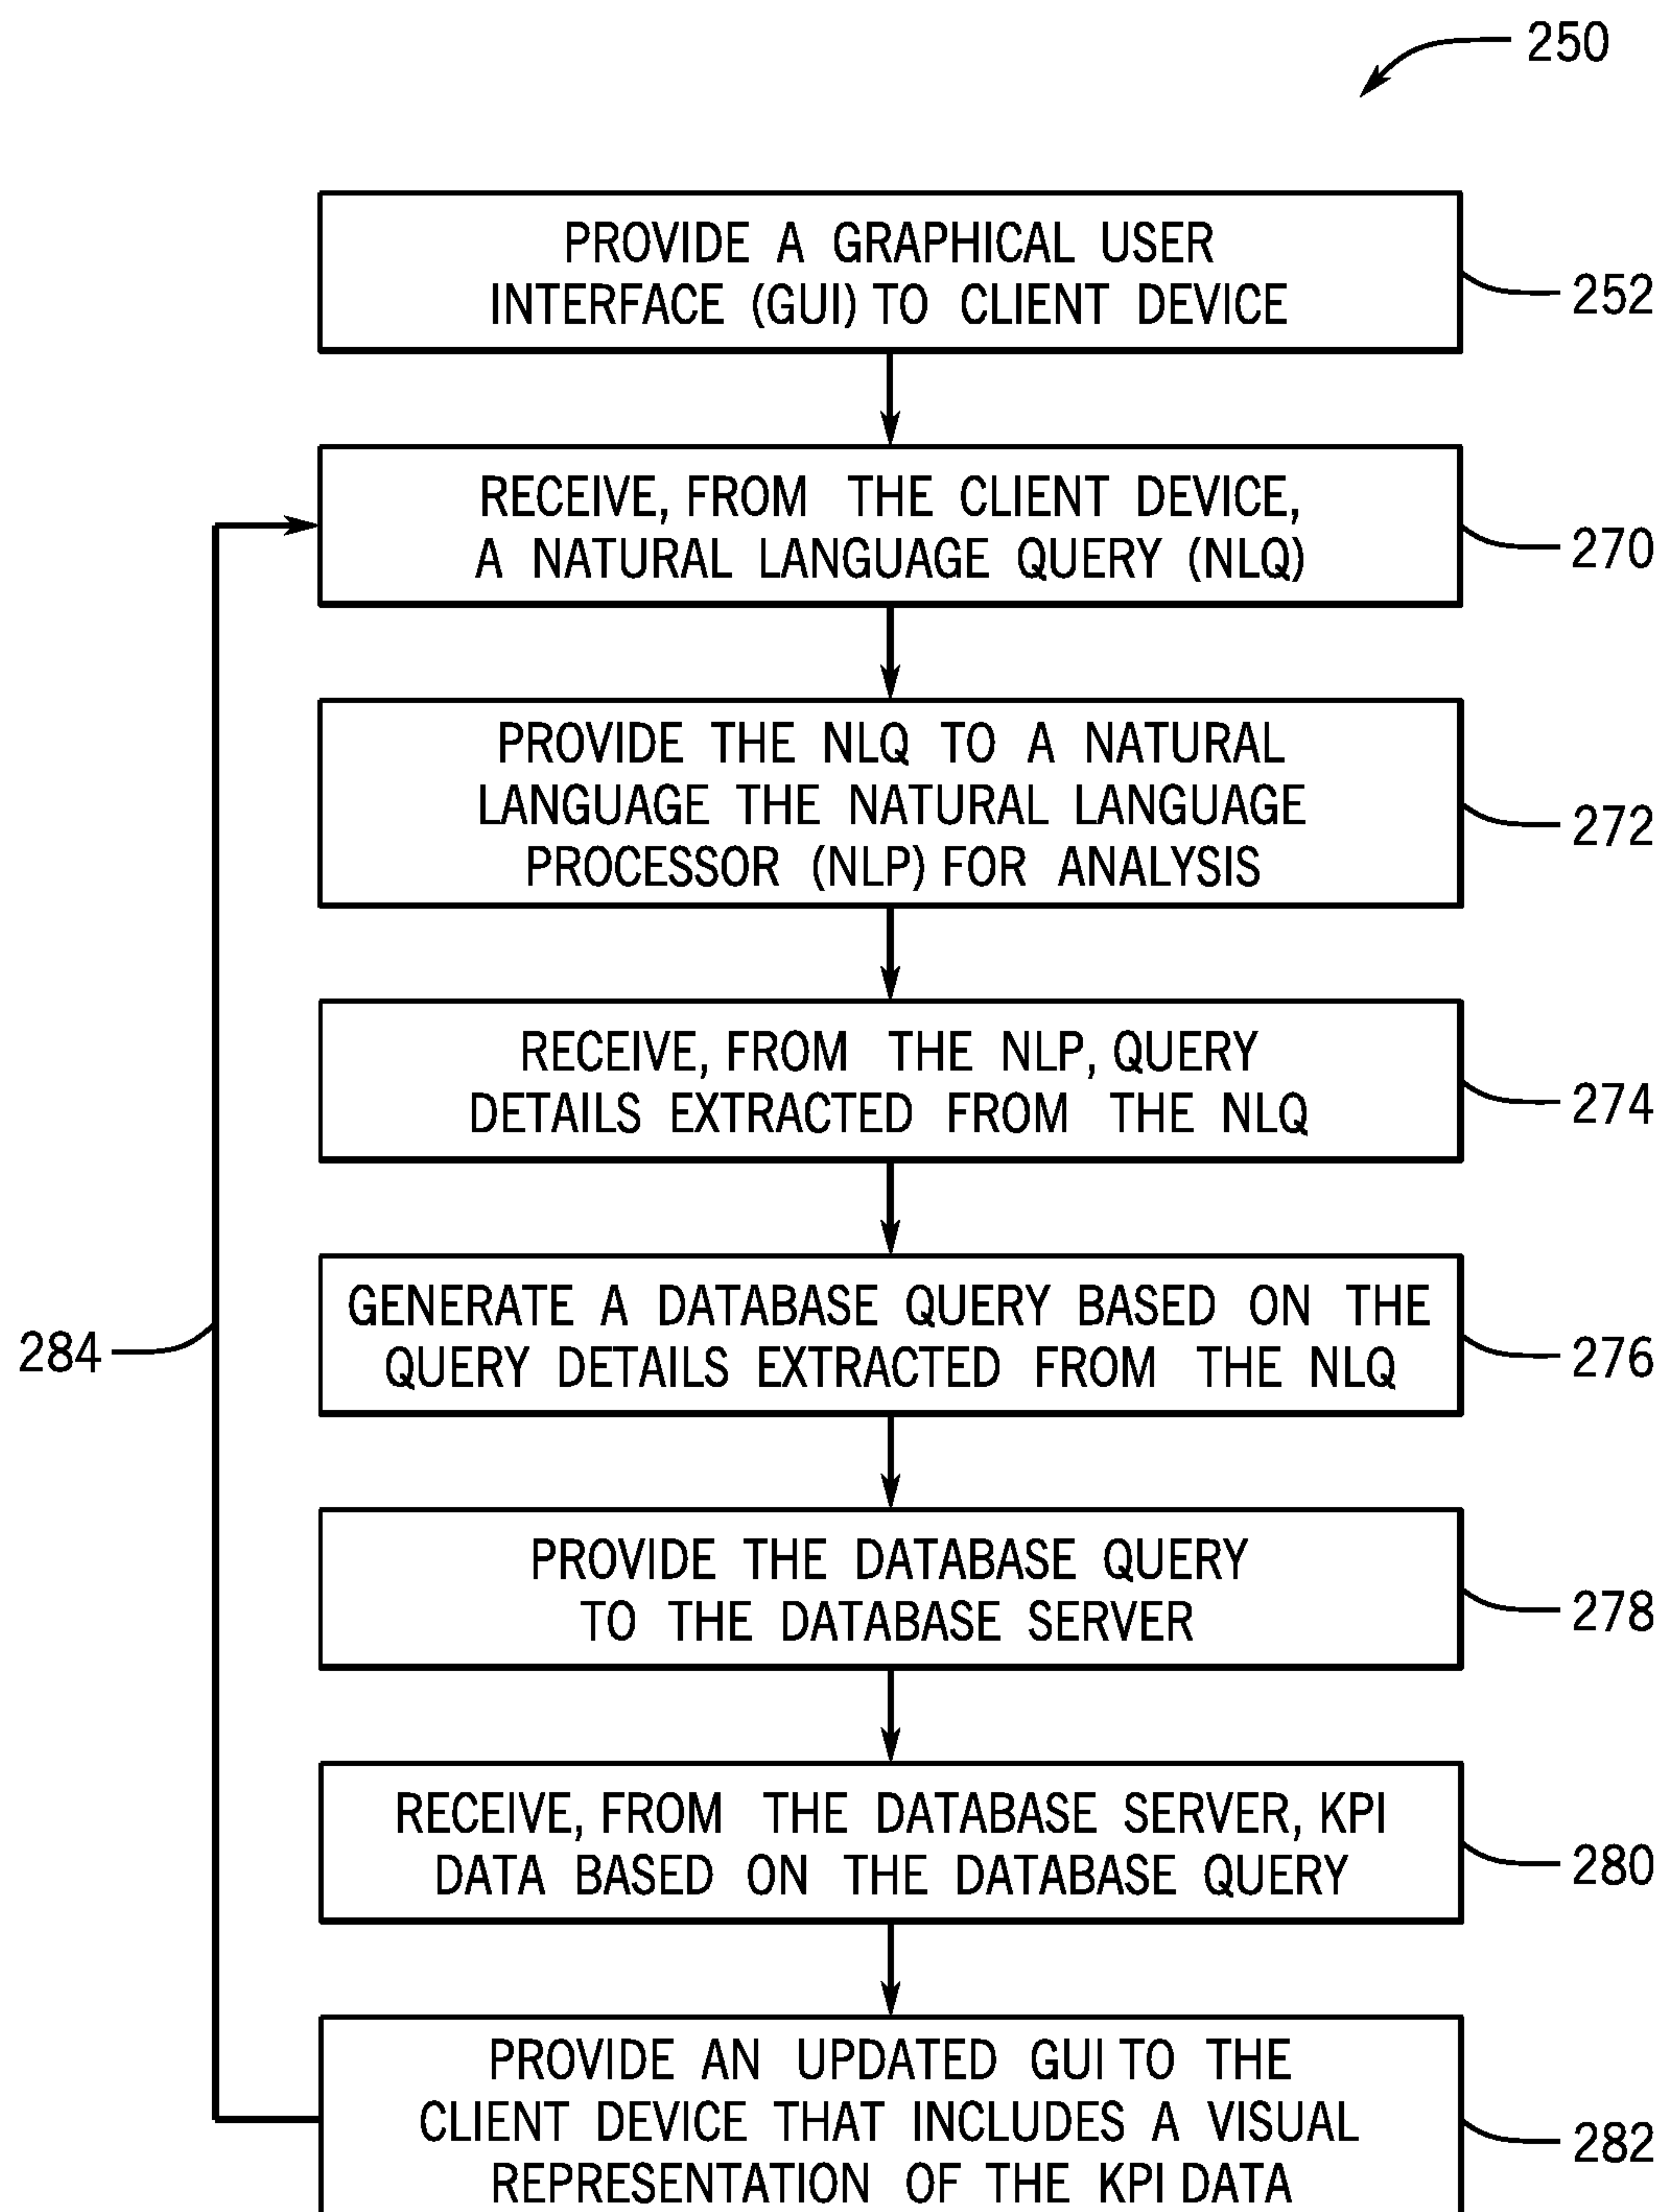 250
PROVIDE A GRAPHICAL USER
INTERFACE (GUI) TO CLIENT DEVICE
252
RECEIVE, FROM THE CLIENT DEVICE,
A NATURAL LANGUAGE QUERY (NLQ)
270
PROVIDE THE NLQ TO A NATURAL
LANGUAGE THE NATURAL LANGUAGE
PROCESSOR (NLP) FOR ANALYSIS
272
RECEIVE, FROM THE NLP, QUERY
DETAILS EXTRACTED FROM THE NLQ
274
GENERATE A DATABASE QUERY BASED ON THE
QUERY DETAILS EXTRACTED FROM THE NLQ
276
284
PROVIDE THE DATABASE QUERY
TO THE DATABASE SERVER
278
RECEIVE, FROM THE DATABASE SERVER, KPI
DATA BASED ON THE DATABASE QUERY
280
PROVIDE AN UPDATED GUI TO THE
CLIENT DEVICE THAT INCLUDES A VISUAL
REPRESENTATION OF THE KPI DATA
282